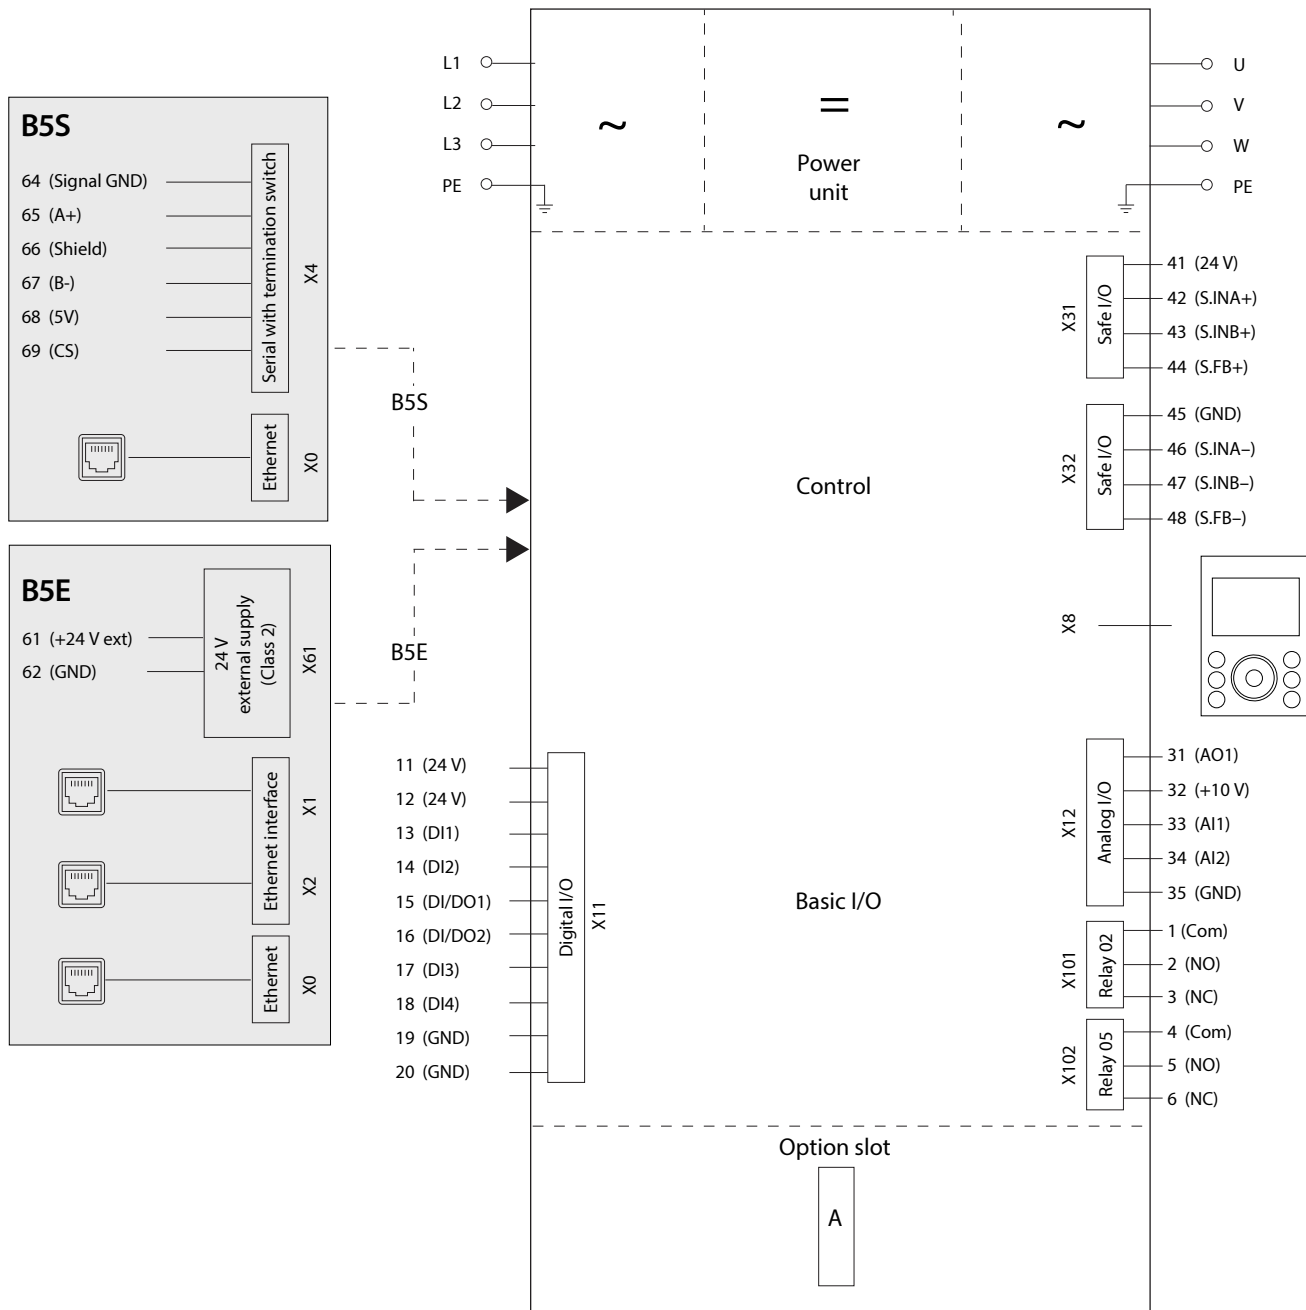 B5S
64 (Signal GND)
65 (A+)
66 (Shield)
67 (B-)
68 (5V)
69 (CS)
Serial with termination switch
X4
Ethernet
X0
B5E
61 (+24 V ext)
62 (GND)
24 V
external supply
(Class 2)
X61
Ethernet interface
X1
X2
Ethernet
X0
B5S
B5E
L1
L2
L3
PE
~
=
~
Power
unit
U
V
W
PE
Control
X31
Safe I/O
41 (24 V)
42 (S.INA+)
43 (S.INB+)
44 (S.FB+)
X32
Safe I/O
45 (GND)
46 (S.INA–)
47 (S.INB–)
48 (S.FB–)
X8
11 (24 V)
12 (24 V)
13 (DI1)
14 (DI2)
15 (DI/DO1)
16 (DI/DO2)
17 (DI3)
18 (DI4)
19 (GND)
20 (GND)
Digital I/O
X11
Basic I/O
X12
Analog I/O
31 (AO1)
32 (+10 V)
33 (AI1)
34 (AI2)
35 (GND)
X101
Relay 02
1 (Com)
2 (NO)
3 (NC)
X102
Relay 05
4 (Com)
5 (NO)
6 (NC)
Option slot
A